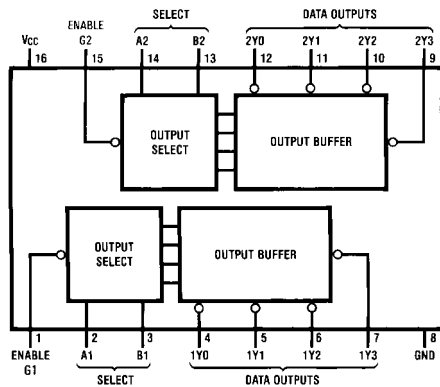 SELECT DATA OUTPUTS
ENABLE
VCC G2 A2 B2 2Y0 2Y1 2Y2 2Y3
16 15 14 13 12 11 10 9
OUTPUT
SELECT
OUTPUT BUFFER
OUTPUT
SELECT
OUTPUT BUFFER
1 2 3 4 5 6 7 8
ENABLE
G1
A1 B1 1Y0 1Y1 1Y2 1Y3 GND
SELECT DATA OUTPUTS